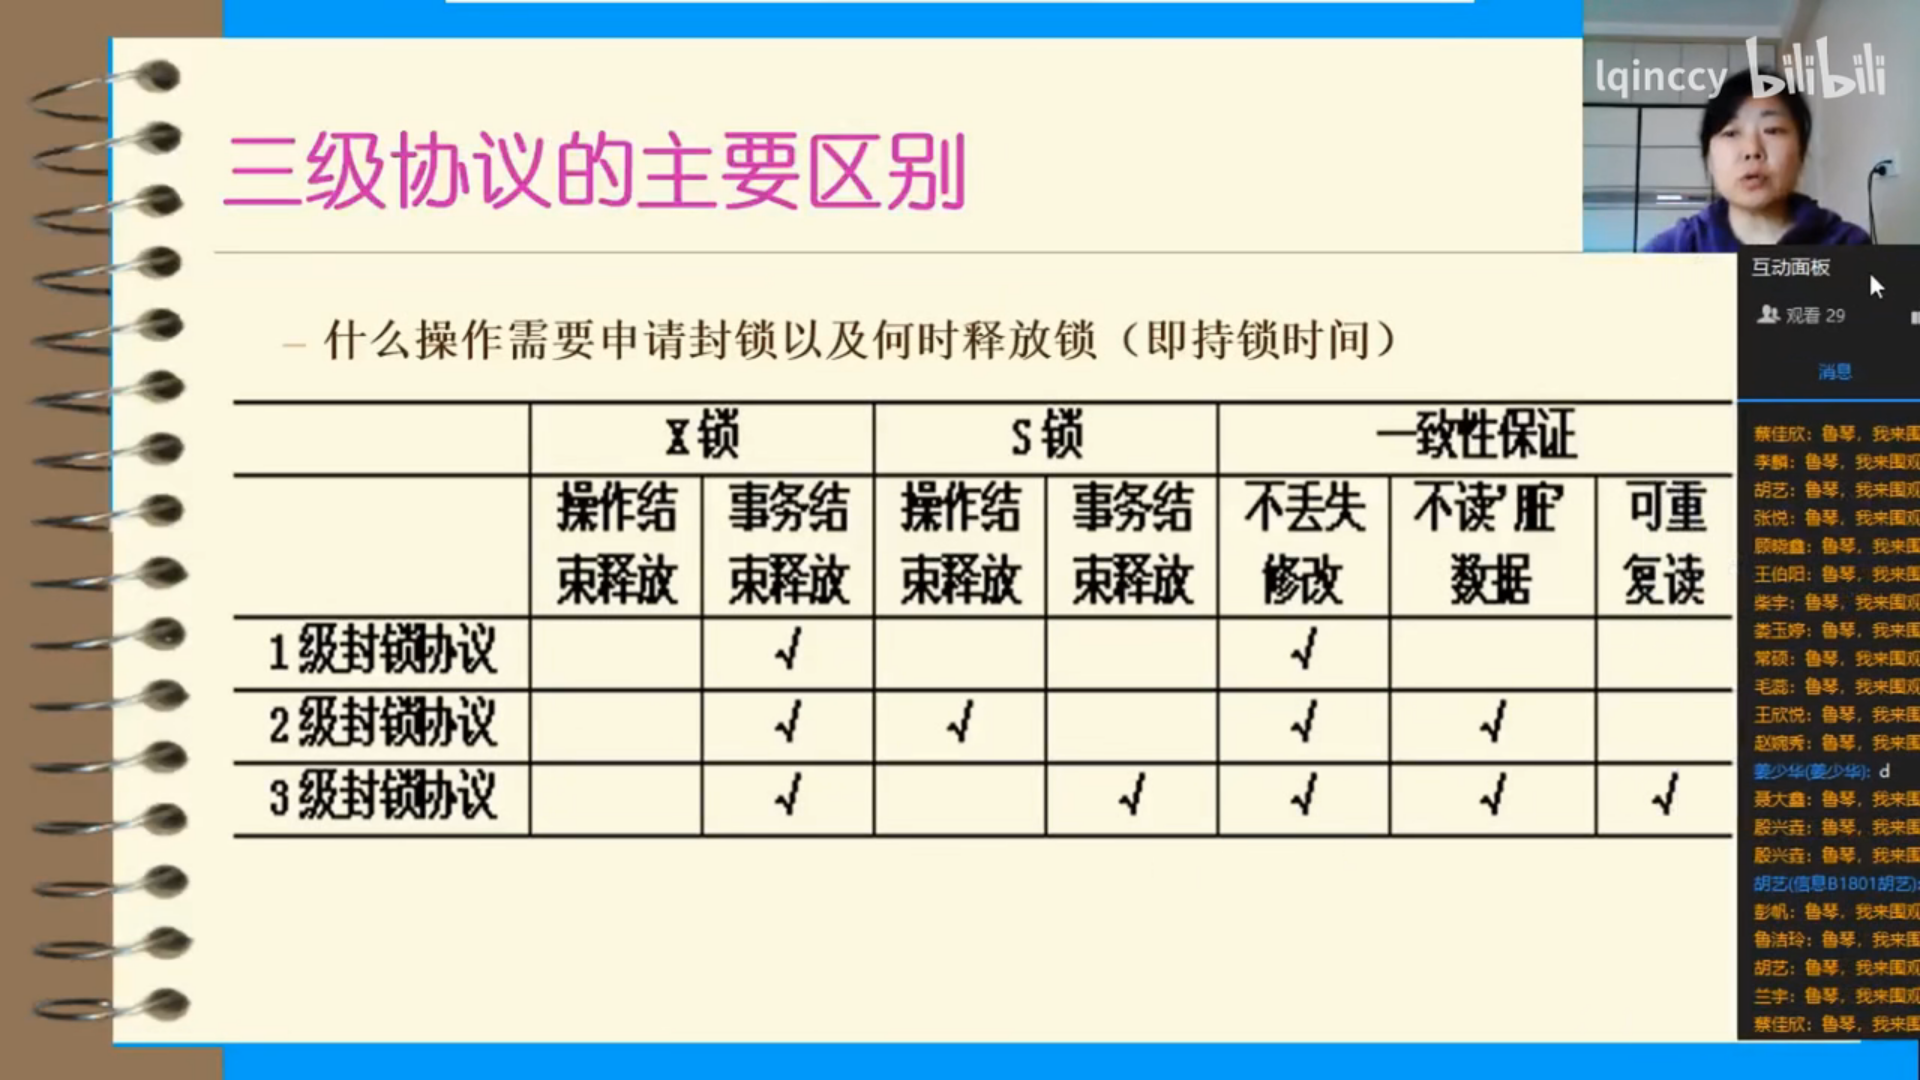 lqinccy bilibili
三级协议的主要区别
– 什么操作需要申请封锁以及何时释放锁（即持锁时间）
X锁 S锁 一致性保证
操作结束释放 事务结束释放 操作结束释放 事务结束释放 不丢失修改 不读'脏'数据 可重复读
1级封锁协议 √ √
2级封锁协议 √ √ √ √
3级封锁协议 √ √ √ √ √
互动面板
观看 29
消息
蔡佳欣：鲁琴，我来围观
李麟：鲁琴，我来围观
胡艺：鲁琴，我来围观
张悦：鲁琴，我来围观
顾晓鑫：鲁琴，我来围观
王伯阳：鲁琴，我来围观
柴宇：鲁琴，我来围观
娄玉婷：鲁琴，我来围观
常硕：鲁琴，我来围观
毛蕊：鲁琴，我来围观
王欣悦：鲁琴，我来围观
赵婉秀：鲁琴，我来围观
姜少华(姜少华)：d
聂大鑫：鲁琴，我来围观
殷兴垚：鲁琴，我来围观
殷兴垚：鲁琴，我来围观
胡艺(信息B1801胡艺)：
彭帆：鲁琴，我来围观
鲁洁玲：鲁琴，我来围观
胡艺：鲁琴，我来围观
兰宇：鲁琴，我来围观
蔡佳欣：鲁琴，我来围观